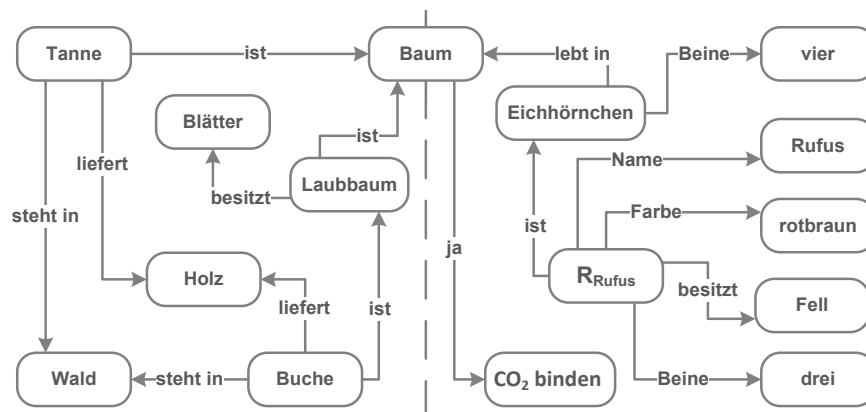 Tanne
ist
Baum
lebt in
Beine
vier
Eichhörnchen
Blätter
ist
Rufus
liefert
Name
Laubbaum
besitzt
steht in
Farbe
rotbraun
ist
ja
Holz
R_Rufus
besitzt
liefert
ist
Fell
Wald
steht in
Buche
CO₂ binden
Beine
drei